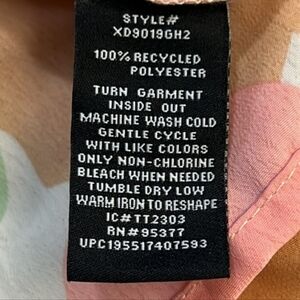 STYLE#
XD9019GH2
100% RECYCLED
POLYESTER
TURN GARMENT
INSIDE OUT
MACHINE WASH COLD
GENTLE CYCLE
WITH LIKE COLORS
ONLY NON-CHLORINE
BLEACH WHEN NEEDED
TUMBLE DRY LOW
WARM IRON TO RESHAPE
IC#TT2303
RN#95377
UPC195517407593